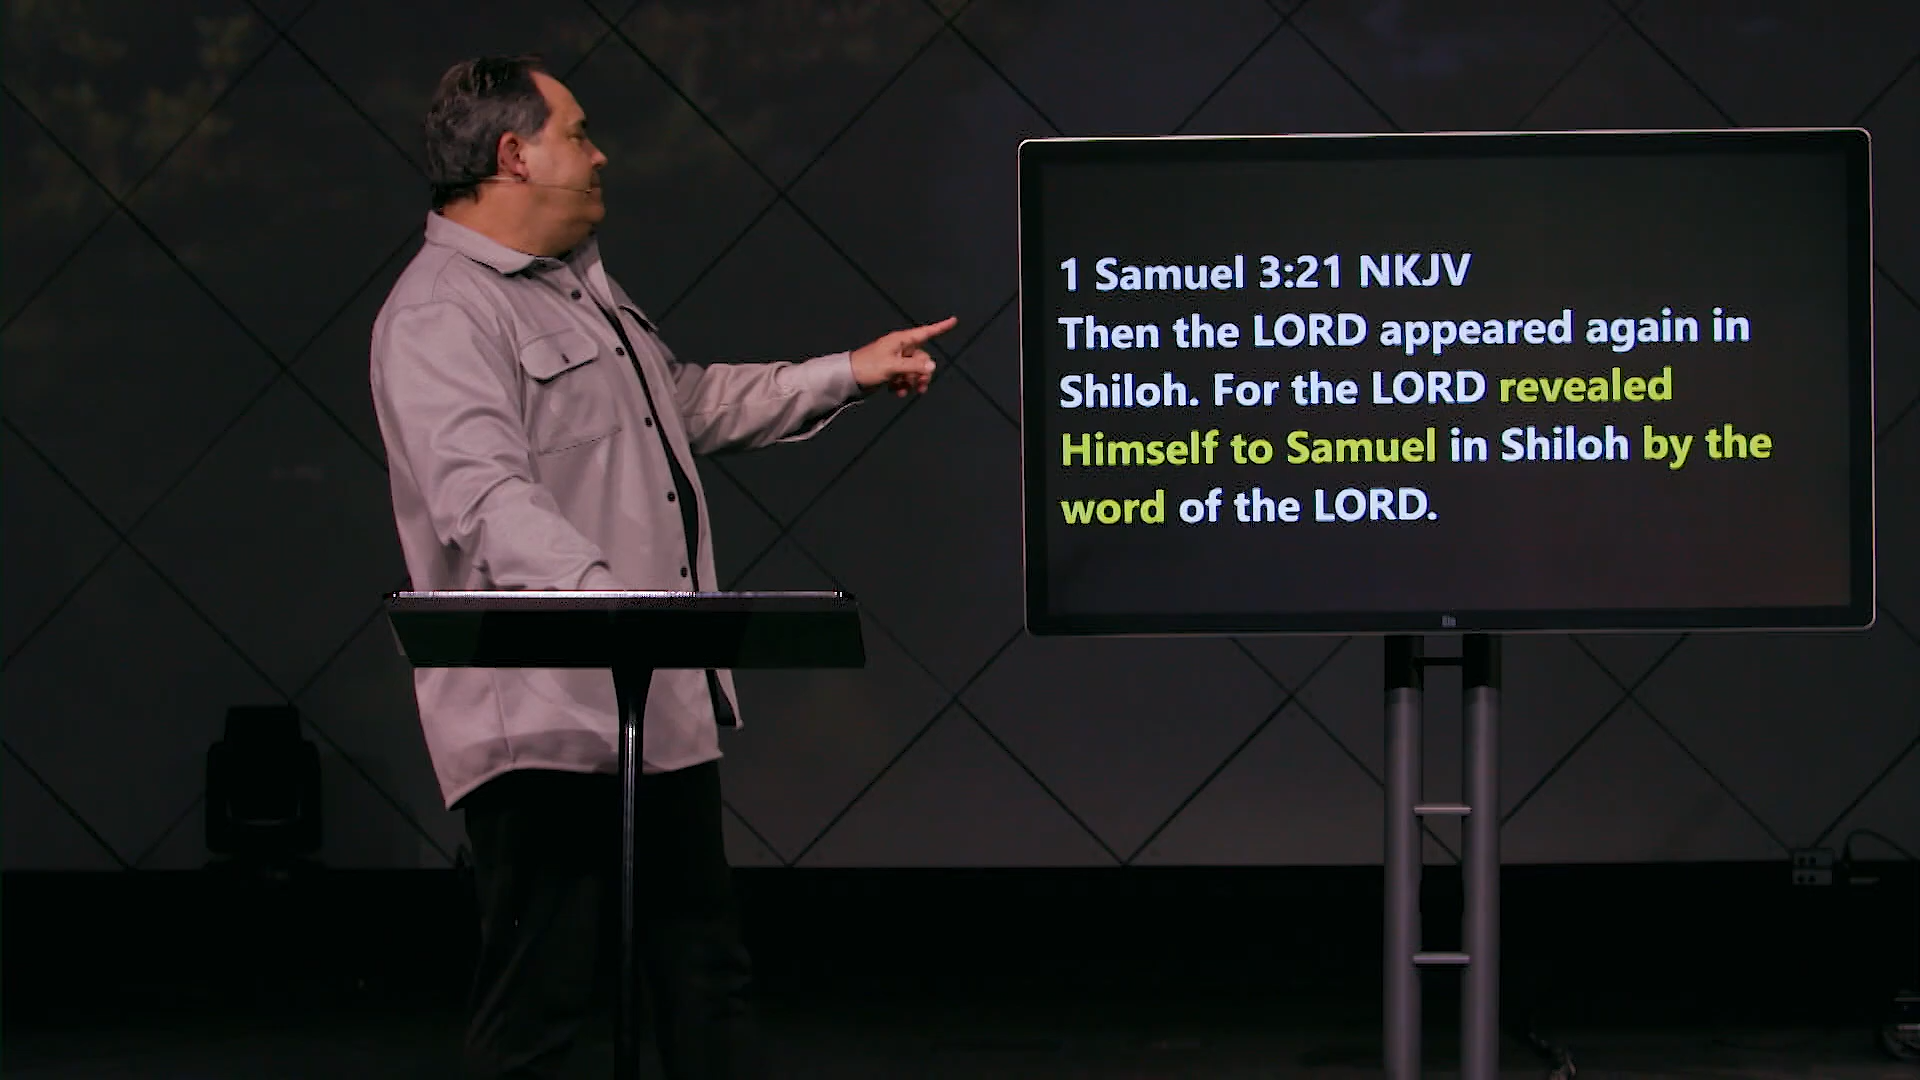 1 Samuel 3:21 NKJV
Then the LORD appeared again in
Shiloh. For the LORD revealed
Himself to Samuel in Shiloh by the
word of the LORD.
elo